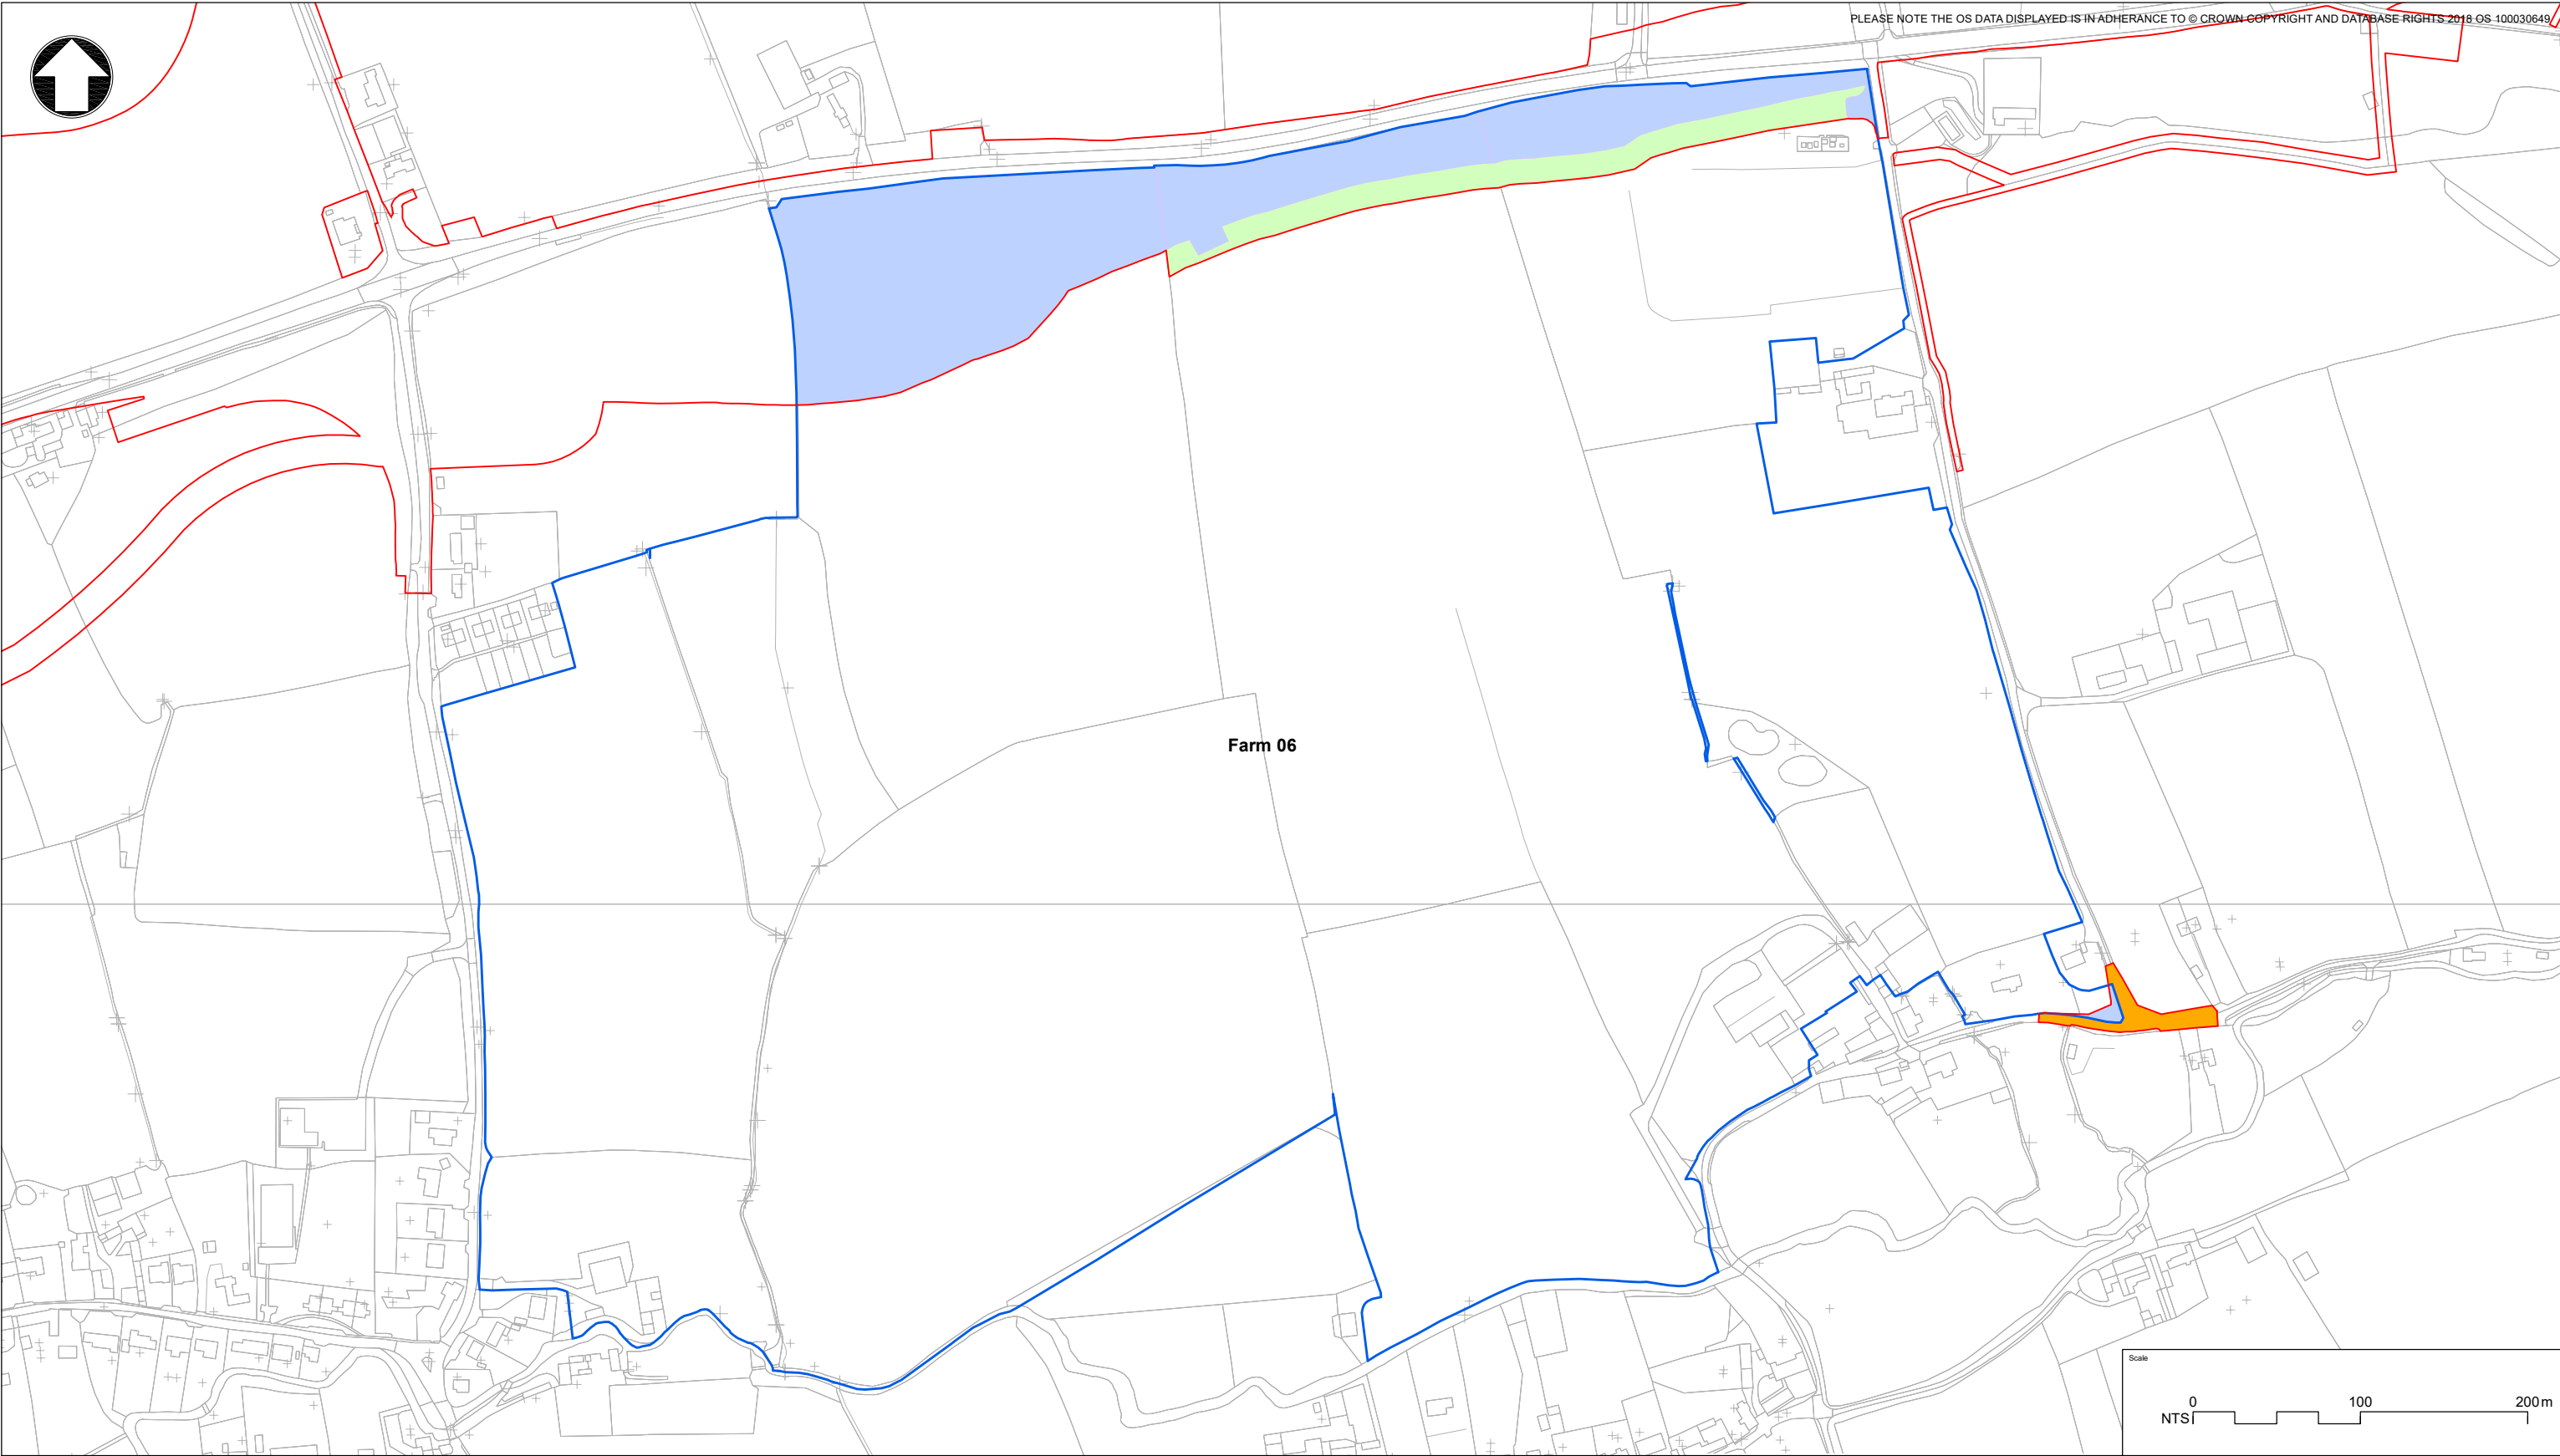 PLEASE NOTE THE OS DATA DISPLAYED IS IN ADHERANCE TO © CROWN COPYRIGHT AND DATABASE RIGHTS 2018 OS 100030649
Farm 06
Scale
0 100 200 m
NTS